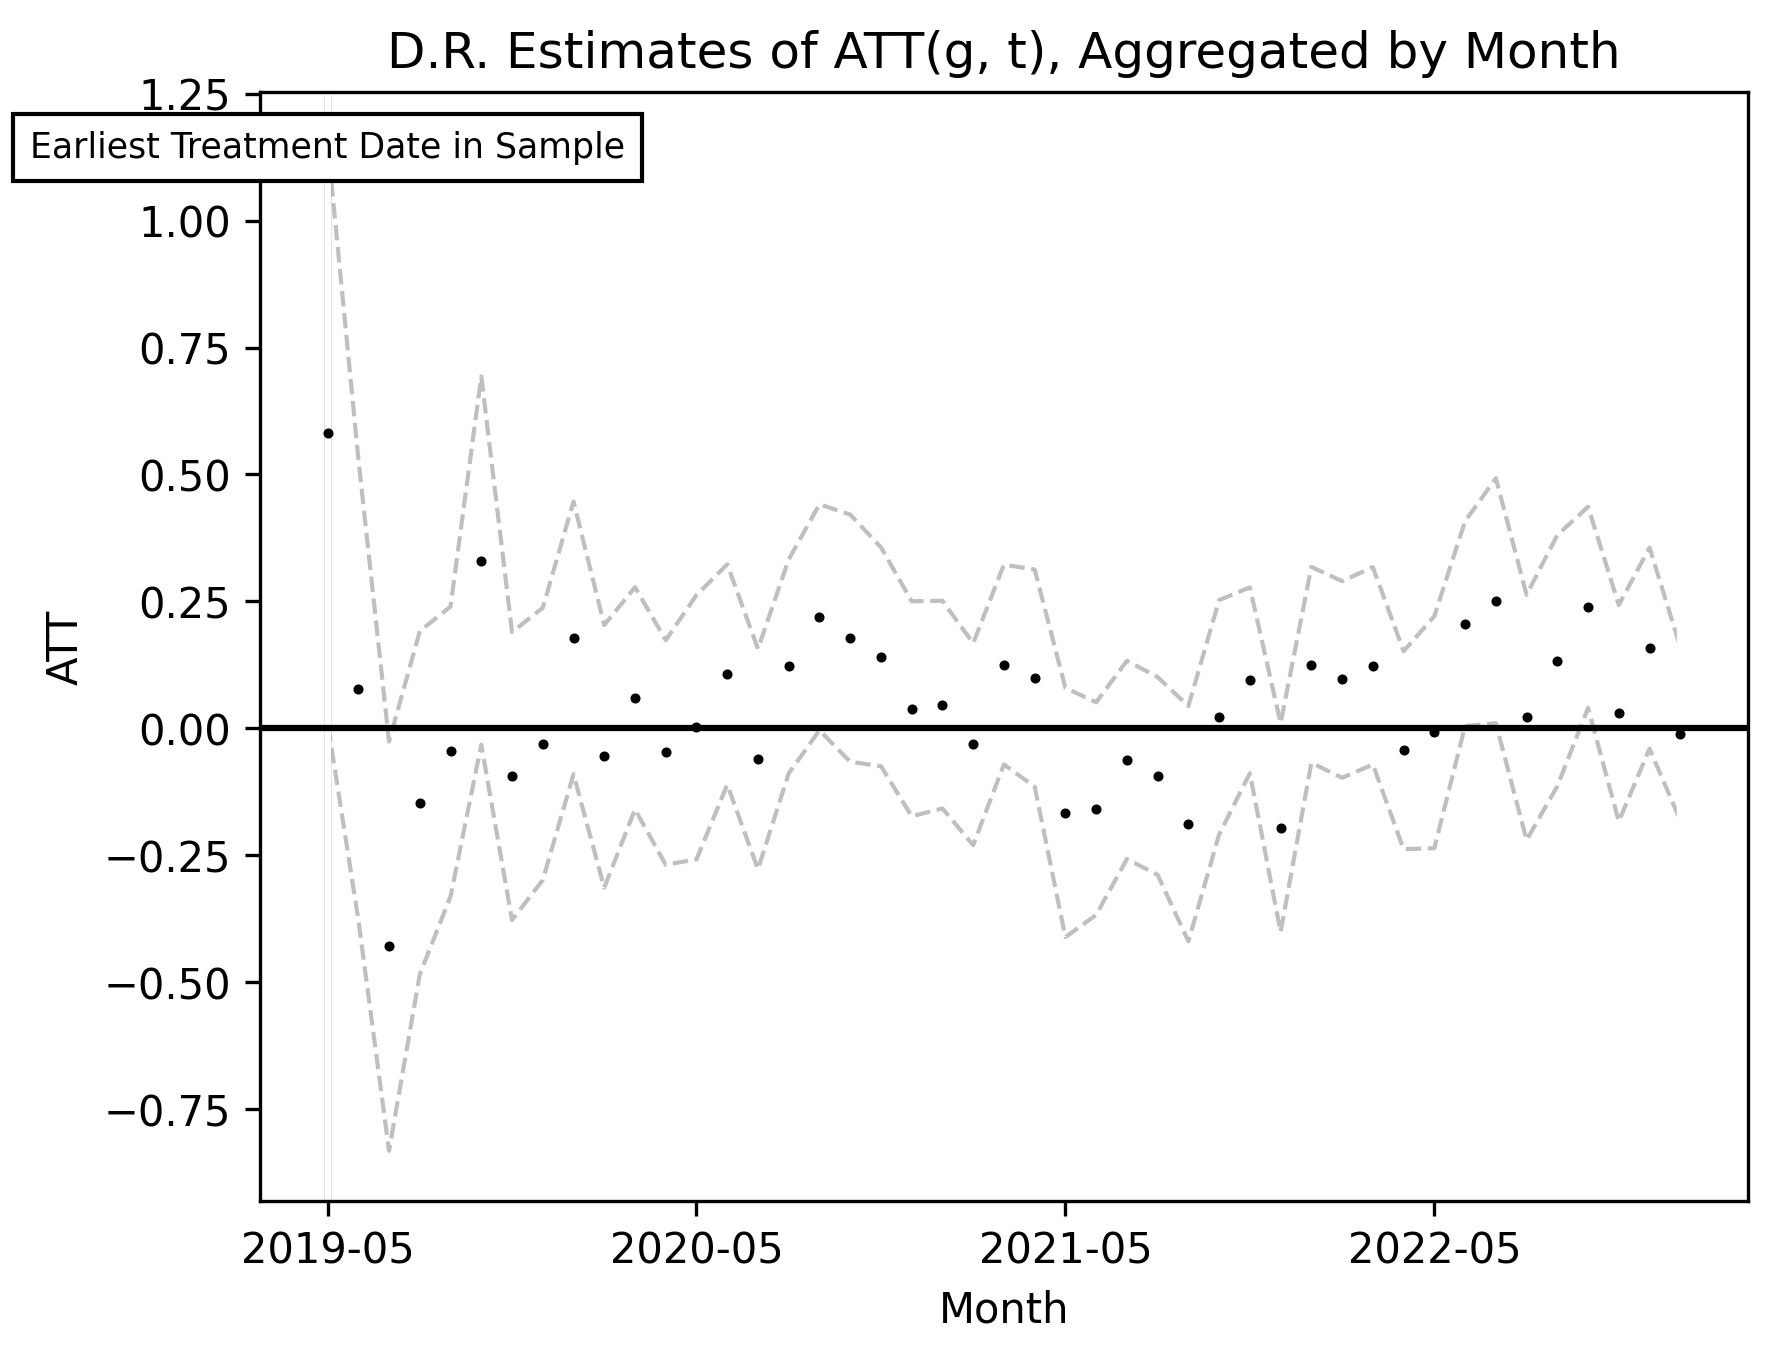 D.R. Estimates of ATT(g, t), Aggregated by Month
1.25
Earliest Treatment Date in Sample
1.00
0.75
0.50
0.25
0.00
−0.25
−0.50
−0.75
ATT
2019-05 2020-05 2021-05 2022-05
Month